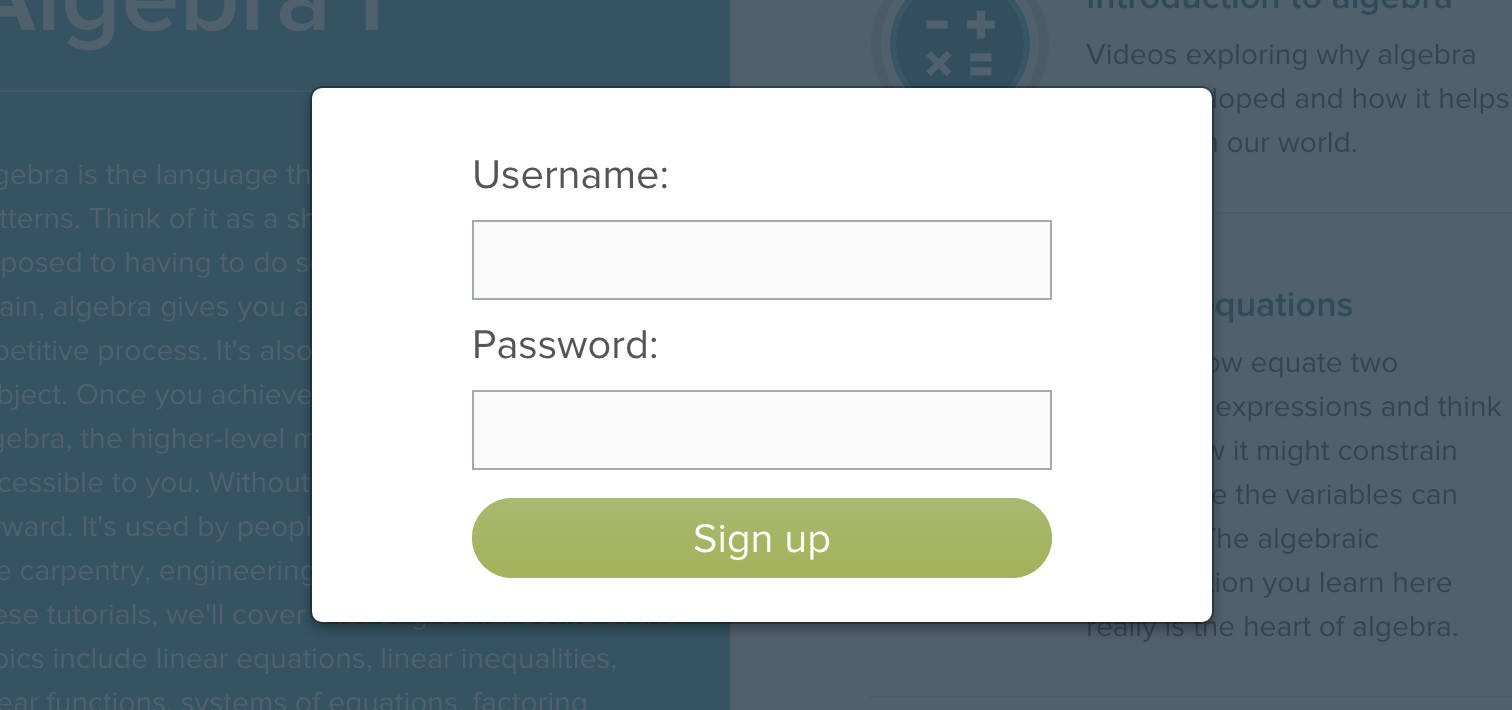 Algebra I
gebra is the language th
tterns. Think of it as a sh
posed to having to do s
ain, algebra gives you a
petitive process. It's also
bject. Once you achieve
gebra, the higher-level m
cessible to you. Without
ward. It's used by peopl
e carpentry, engineering
ese tutorials, we'll cover
pics include linear equations, linear inequalities,
ear functions, systems of equations, factoring
Username:
Password:
Sign up
Introduction to algebra
Videos exploring why algebra
loped and how it helps
our world.
quations
ow equate two
expressions and think
w it might constrain
e the variables can
The algebraic
tion you learn here
really is the heart of algebra.